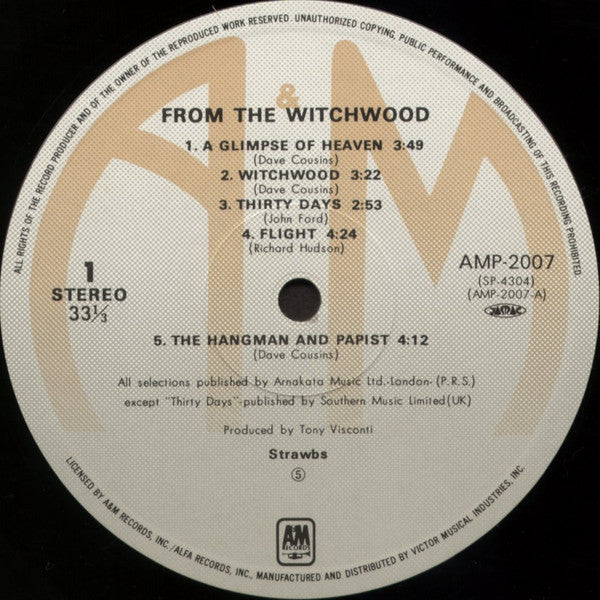 ALL RIGHTS OF THE RECORD PRODUCER AND OF THE OWNER OF THE REPRODUCED WORK RESERVED. UNAUTHORIZED COPYING, PUBLIC PERFORMANCE AND BROADCASTING OF THIS RECORDING PROHIBITED.
A&M
FROM THE WITCHWOOD
1. A GLIMPSE OF HEAVEN 3:49
(Dave Cousins)
2. WITCHWOOD 3:22
(Dave Cousins)
3. THIRTY DAYS 2:53
(John Ford)
4. FLIGHT 4:24
(Richard Hudson)
1
STEREO
33⅓
AMP-2007
(SP-4304)
(AMP-2007-A)
JASRAC
5. THE HANGMAN AND PAPIST 4:12
(Dave Cousins)
All selections published by Arnakata Music Ltd.-London-(P.R.S.)
except "Thirty Days"-published by Southern Music Limited(UK)
Produced by Tony Visconti
Strawbs
⑤
A&M
RECORDS
LICENSED BY A&M RECORDS, INC./ALFA RECORDS, INC., MANUFACTURED AND DISTRIBUTED BY VICTOR MUSICAL INDUSTRIES, INC.